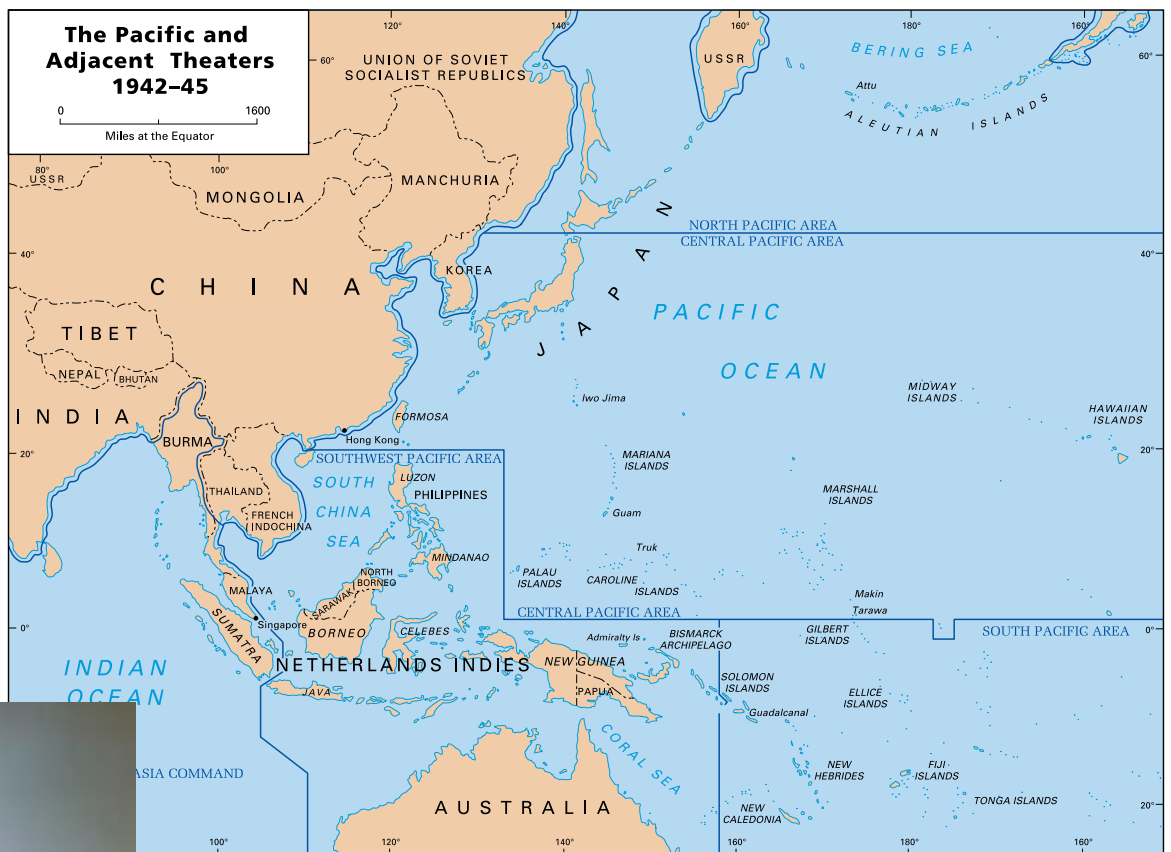 The Pacific and
Adjacent Theaters
1942–45
0 1600
Miles at the Equator
120° 140° 160° 180° 160°
60°
60°
80° 100°
UNION OF SOVIET
SOCIALIST REPUBLICS
USSR
BERING SEA
Attu
ALEUTIAN ISLANDS
USSR
MONGOLIA
MANCHURIA
JAPAN
NORTH PACIFIC AREA
CENTRAL PACIFIC AREA
40°
40°
KOREA
CHINA
PACIFIC
OCEAN
TIBET
NEPAL
BHUTAN
INDIA
BURMA
FORMOSA
Hong Kong
Iwo Jima
MIDWAY
ISLANDS
HAWAIIAN
ISLANDS
20°
20°
SOUTHWEST PACIFIC AREA
MARIANA
ISLANDS
Guam
LUZON
PHILIPPINES
SOUTH
CHINA
SEA
THAILAND
FRENCH
INDOCHINA
MARSHALL
ISLANDS
MINDANAO
Truk
PALAU
ISLANDS
CAROLINE
ISLANDS
NORTH
BORNEO
SARAWAK
MALAYA
Singapore
SUMATRA
BORNEO
CELEBES
CENTRAL PACIFIC AREA
Makin
Tarawa
0°
0°
GILBERT
ISLANDS
SOUTH PACIFIC AREA
Admiralty Is
BISMARCK
ARCHIPELAGO
NETHERLANDS INDIES
NEW GUINEA
PAPUA
JAVA
SOLOMON
ISLANDS
Guadalcanal
ELLICE
ISLANDS
INDIAN
OCEAN
CORAL SEA
ASIA COMMAND
AUSTRALIA
NEW
HEBRIDES
FIJI
ISLANDS
TONGA ISLANDS
NEW
CALEDONIA
20°
100° 120° 140° 160° 180° 160°